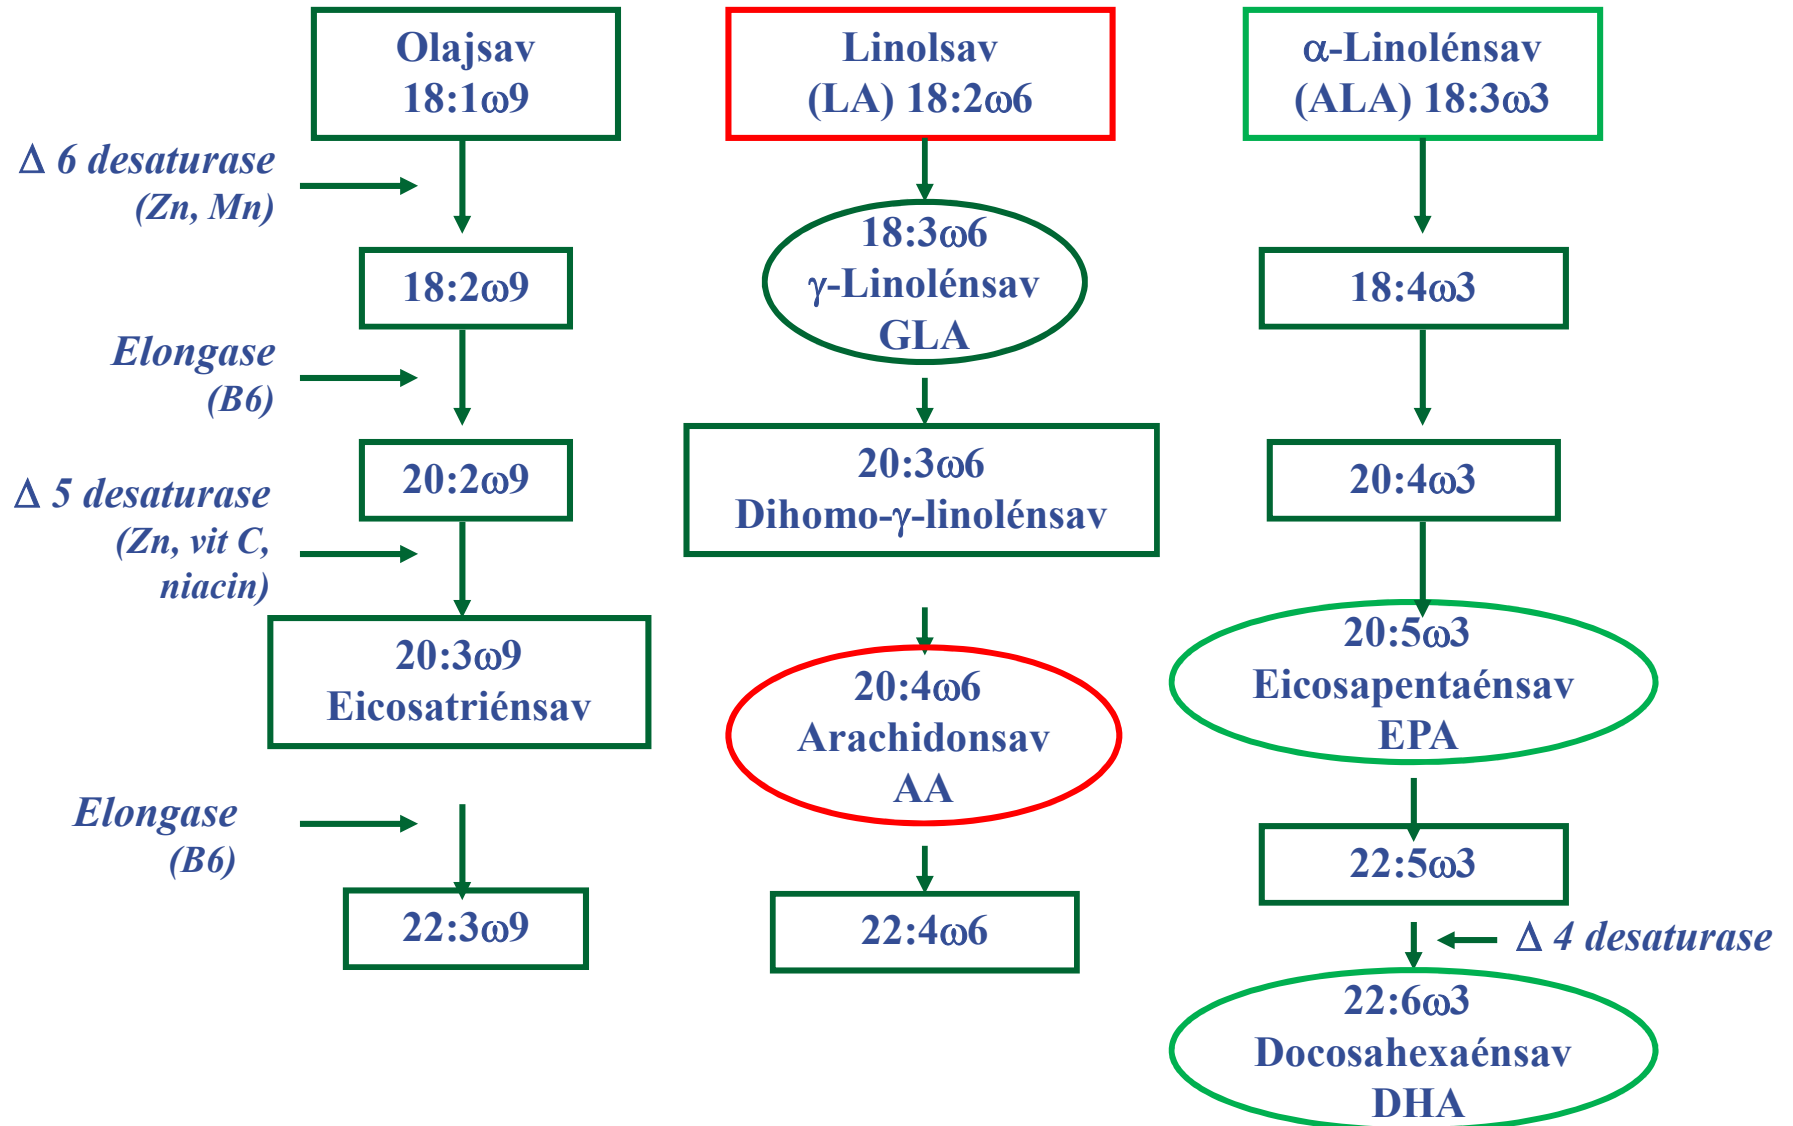 Olajsav
18:1ω9
Linolsav
(LA) 18:2ω6
α-Linolénsav
(ALA) 18:3ω3
Δ 6 desaturase
(Zn, Mn)
18:2ω9
18:3ω6
γ-Linolénsav
GLA
18:4ω3
Elongase
(B6)
20:2ω9
20:3ω6
Dihomo-γ-linolénsav
20:4ω3
Δ 5 desaturase
(Zn, vit C,
niacin)
20:3ω9
Eicosatriénsav
20:4ω6
Arachidonsav
AA
20:5ω3
Eicosapentaénsav
EPA
Elongase
(B6)
22:3ω9
22:4ω6
22:5ω3
Δ 4 desaturase
22:6ω3
Docosahexaénsav
DHA